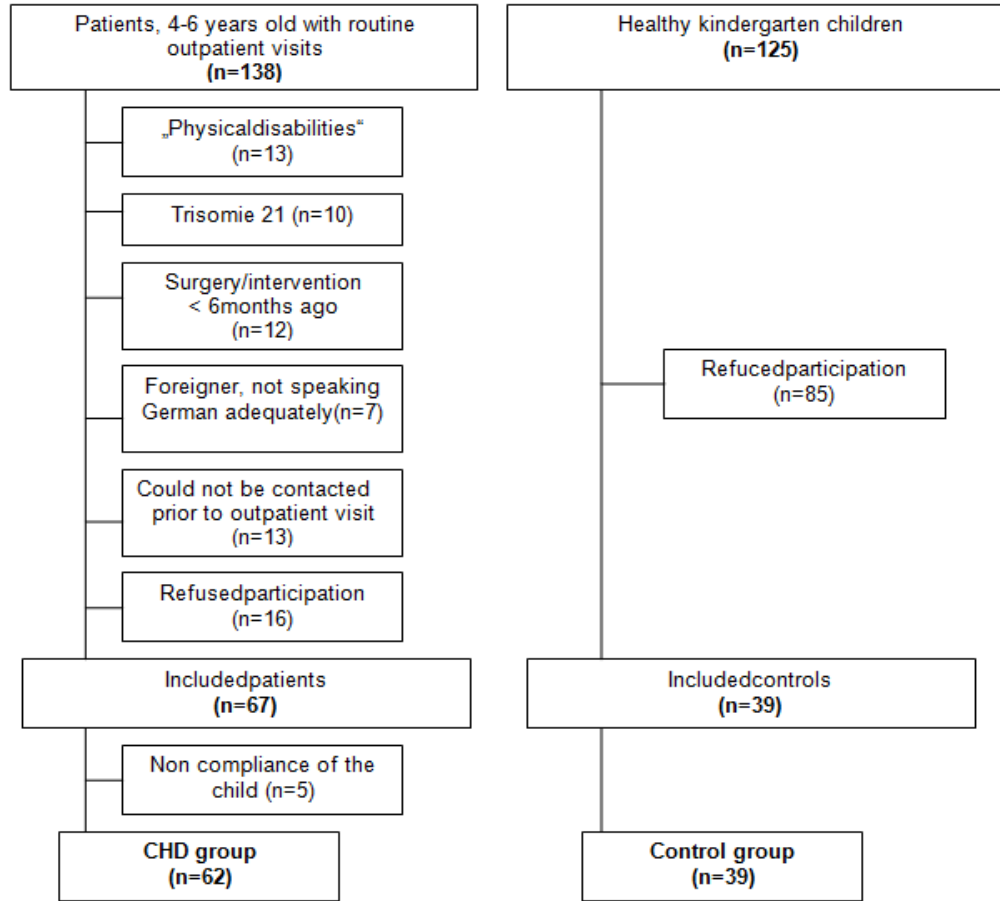 Patients, 4-6 years old with routine
outpatient visits
(n=138)
„Physicaldisabilities“
(n=13)
Trisomie 21 (n=10)
Surgery/intervention
< 6months ago
(n=12)
Foreigner, not speaking
German adequately(n=7)
Could not be contacted
prior to outpatient visit
(n=13)
Refusedparticipation
(n=16)
Includedpatients
(n=67)
Non compliance of the
child (n=5)
CHD group
(n=62)
Healthy kindergarten children
(n=125)
Refucedparticipation
(n=85)
Includedcontrols
(n=39)
Control group
(n=39)